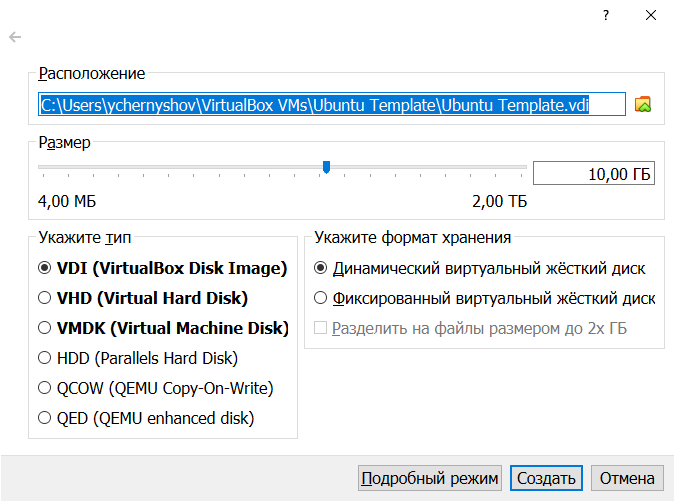 ?
Расположение
C:\Users\ychernyshov\VirtualBox VMs\Ubuntu Template\Ubuntu Template.vdi
Размер
10,00 ГБ
4,00 МБ 2,00 ТБ
Укажите тип
VDI (VirtualBox Disk Image)
VHD (Virtual Hard Disk)
VMDK (Virtual Machine Disk)
HDD (Parallels Hard Disk)
QCOW (QEMU Copy-On-Write)
QED (QEMU enhanced disk)
Укажите формат хранения
Динамический виртуальный жёсткий диск
Фиксированный виртуальный жёсткий диск
Разделить на файлы размером до 2х ГБ
Подробный режим Создать Отмена